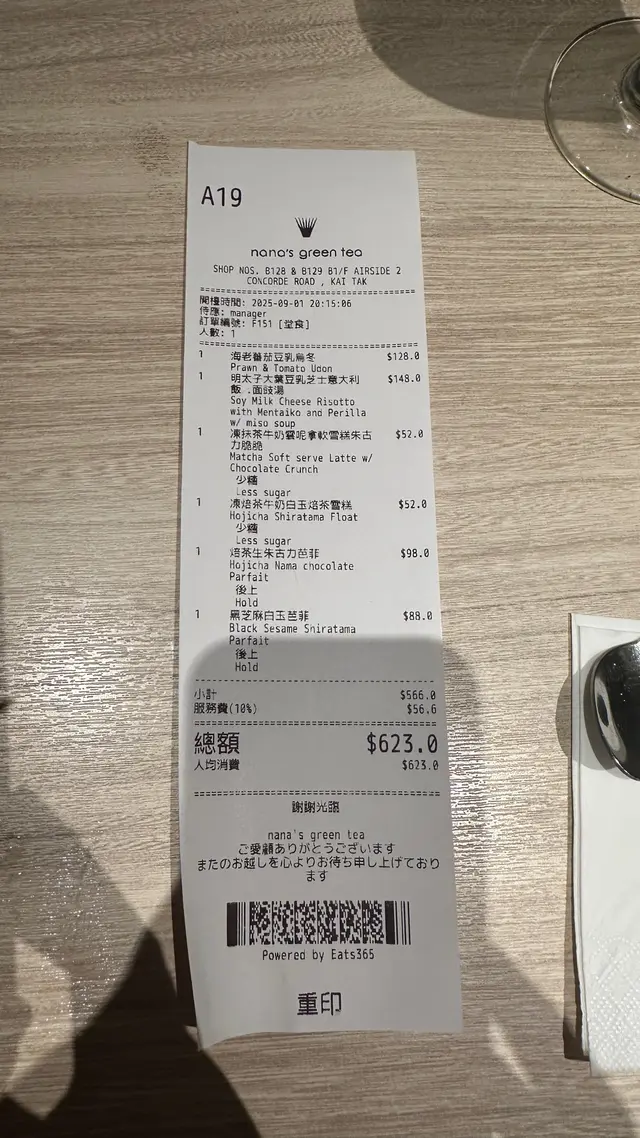 A19
nana's green tea
SHOP NOS. B128 & B129 B1/F AIRSIDE 2
CONCORDE ROAD , KAI TAK
開檯時間: 2025-09-01 20:15:06
侍應: manager
訂單編號: F151 [堂食]
人數: 1
1 海老蕃茄豆乳烏冬 $128.0
Prawn & Tomato Udon
1 明太子大葉豆乳芝士意大利 $148.0
飯 .面豉湯
Soy Milk Cheese Risotto
with Mentaiko and Perilla
w/ miso soup
1 凍抹茶牛奶雲呢拿軟雪糕朱古 $52.0
力脆脆
Matcha Soft serve Latte w/
Chocolate Crunch
少糖
Less sugar
1 凍焙茶牛奶白玉焙茶雪糕 $52.0
Hojicha Shiratama Float
少糖
Less sugar
1 焙茶生朱古力芭菲 $98.0
Hojicha Nama chocolate
Parfait
後上
Hold
1 黑芝麻白玉芭菲 $88.0
Black Sesame Shiratama
Parfait
後上
Hold
小計 $566.0
服務費(10%) $56.6
總額 $623.0
人均消費 $623.0
謝謝光臨
nana's green tea
ご愛顧ありがとうございます
またのお越しを心よりお待ち申し上げており
ます
Powered by Eats365
重印